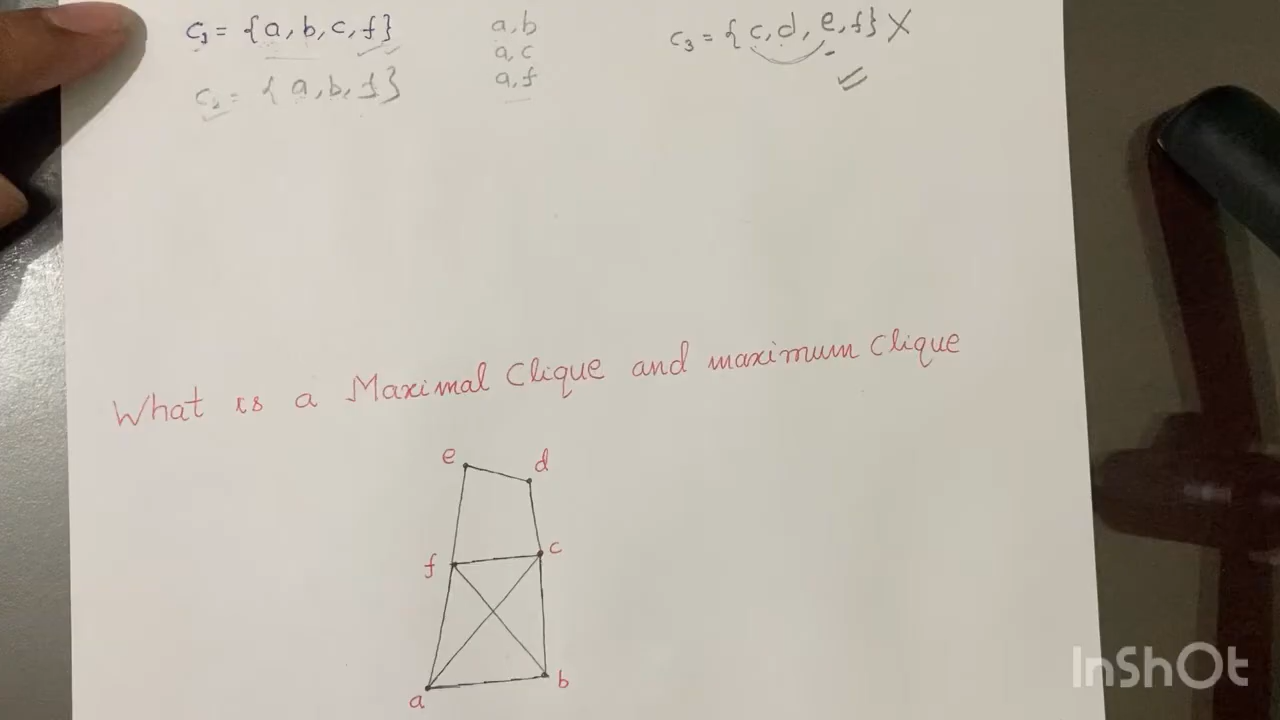 C₁ = {a, b, c, f}
a, b
a, c
a, f
C₂ = {a, b, f}
C₃ = {c, d, e, f} X
What is a Maximal Clique and maximum Clique
e
d
f
c
a
b
InShOt